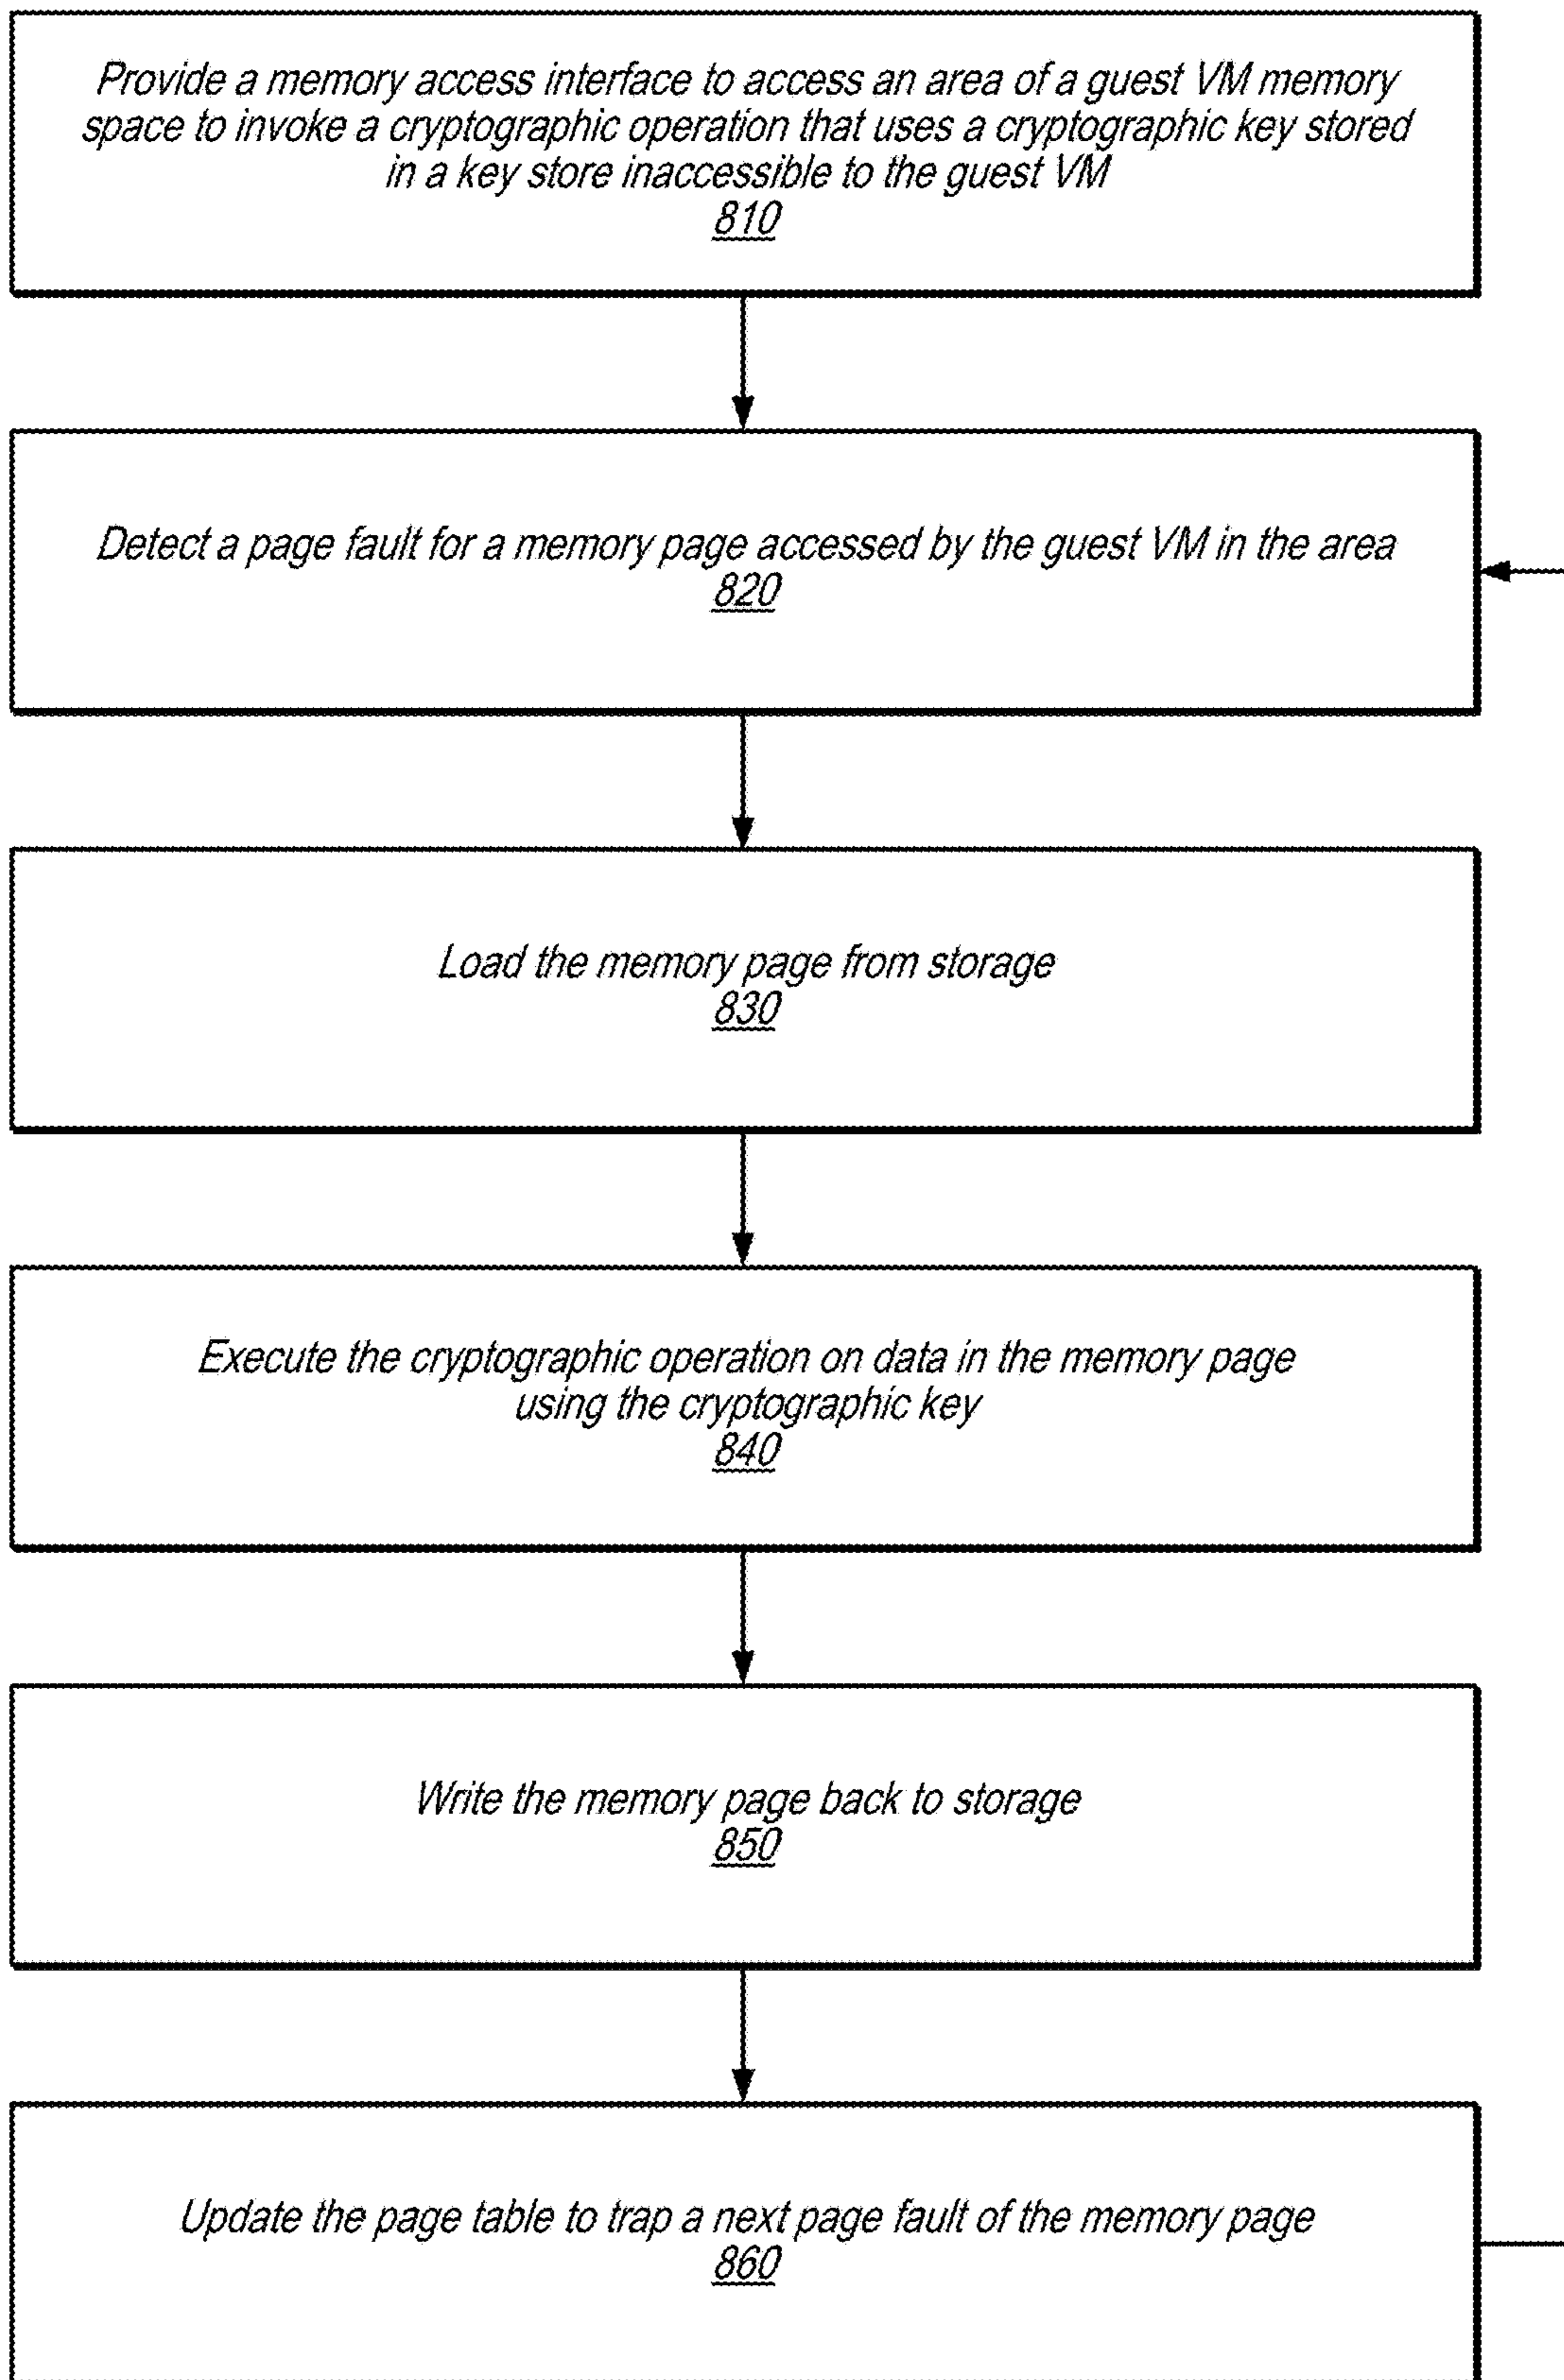 Provide a memory access interface to access an area of a guest VM memory
space to invoke a cryptographic operation that uses a cryptographic key stored
in a key store inaccessible to the guest VM
810
Detect a page fault for a memory page accessed by the guest VM in the area
820
Load the memory page from storage
830
Execute the cryptographic operation on data in the memory page
using the cryptographic key
840
Write the memory page back to storage
850
Update the page table to trap a next page fault of the memory page
860